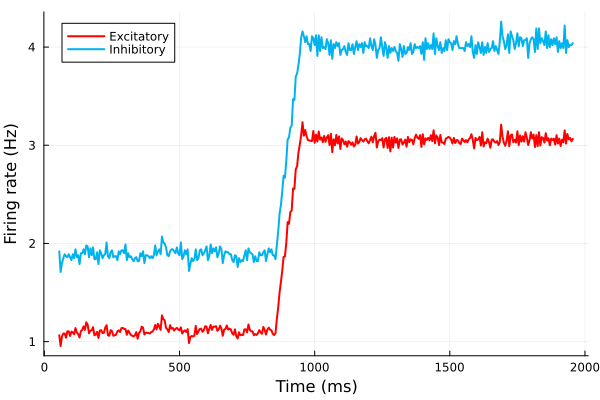 Excitatory
Inhibitory
Firing rate (Hz)
4
3
2
1
0 500 1000 1500 2000
Time (ms)